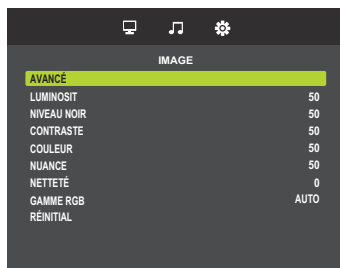 IMAGE
AVANCÉ
LUMINOSIT 50
NIVEAU NOIR 50
CONTRASTE 50
COULEUR 50
NUANCE 50
NETTETÉ 0
GAMME RGB AUTO
RÉINITIAL